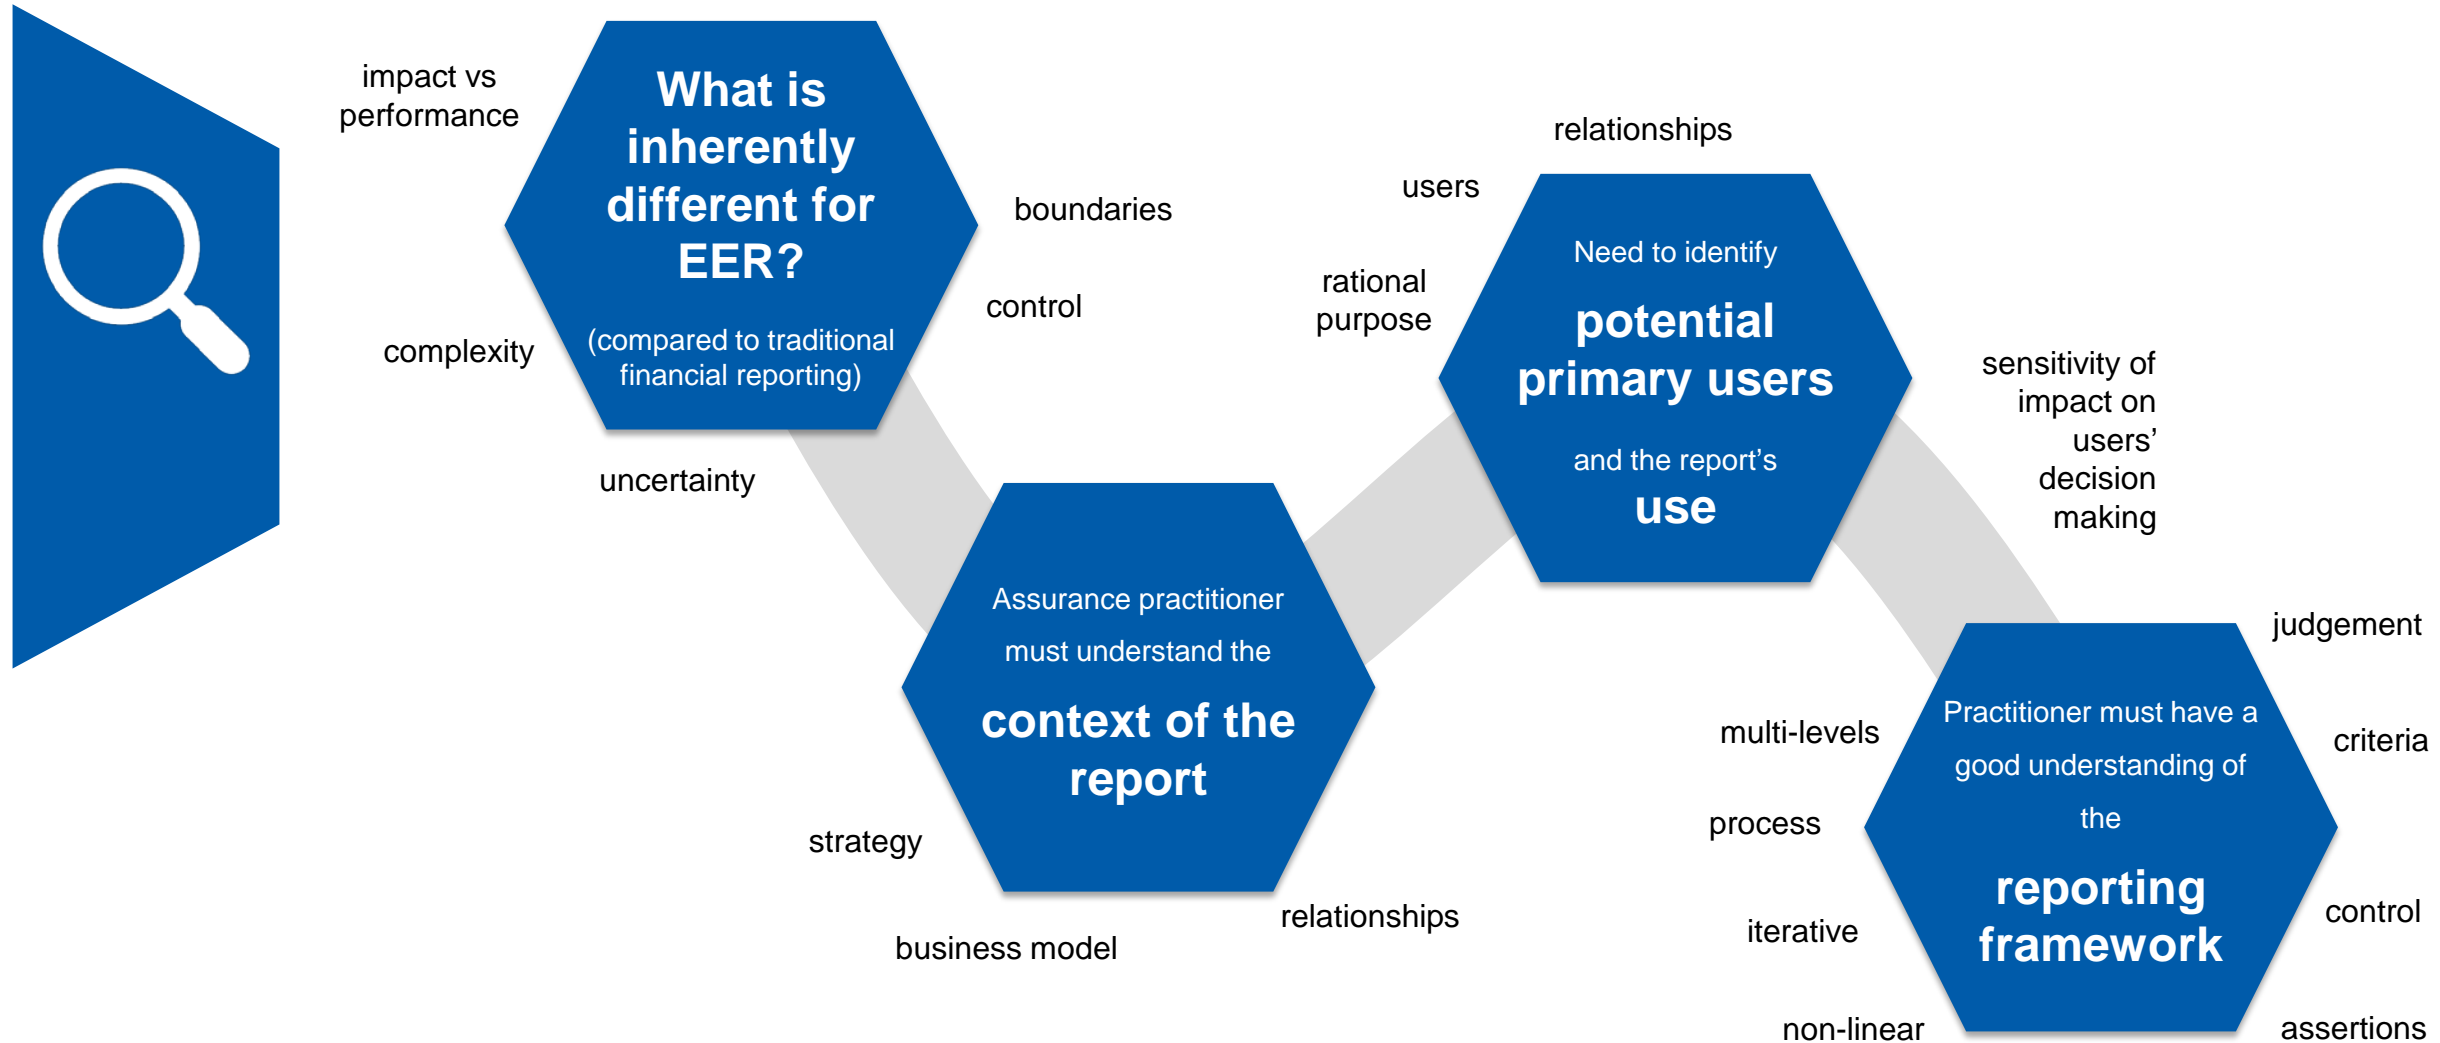 impact vs
performance
What is
inherently
different for
EER?
(compared to traditional
financial reporting)
boundaries
control
complexity
uncertainty
Assurance practitioner
must understand the
context of the
report
strategy
business model
relationships
relationships
users
rational
purpose
Need to identify
potential
primary users
and the report’s
use
sensitivity of
impact on
users’
decision
making
judgement
Practitioner must have a
good understanding of
the
reporting
framework
multi-levels
process
iterative
non-linear
criteria
control
assertions